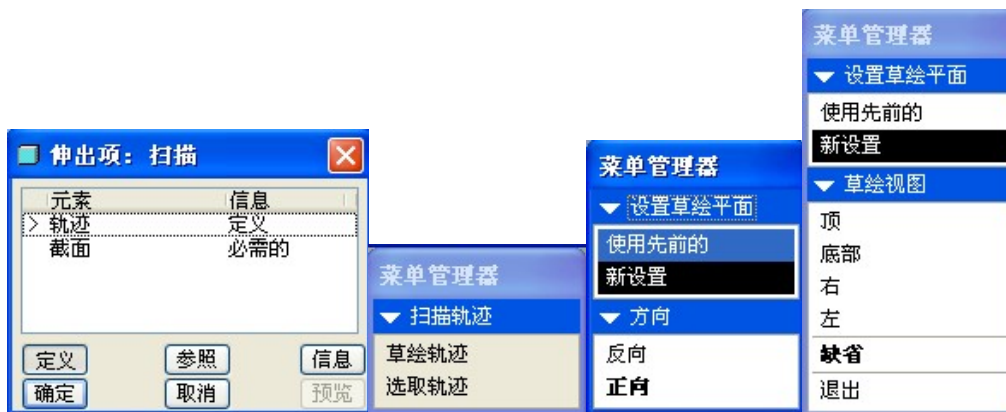 伸出项：扫描
元素 信息
> 轨迹 定义
截面 必需的
定义 参照 信息
确定 取消 预览
菜单管理器
扫描轨迹
草绘轨迹
选取轨迹
菜单管理器
设置草绘平面
使用先前的
新设置
方向
反向
正向
菜单管理器
设置草绘平面
使用先前的
新设置
草绘视图
顶
底部
右
左
缺省
退出